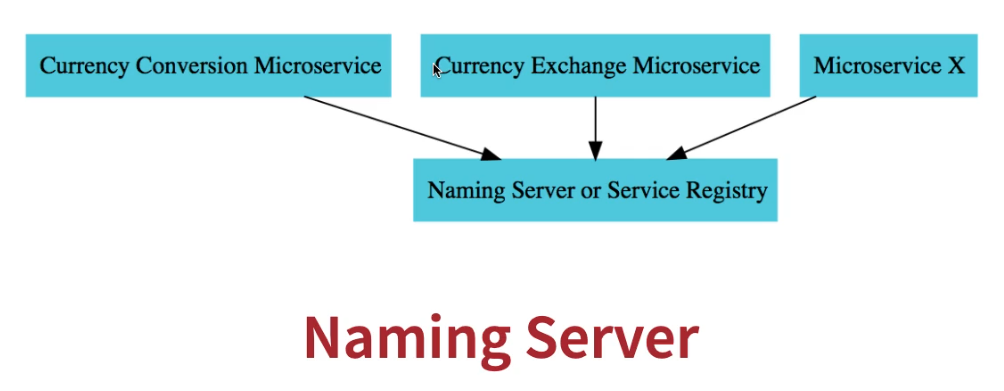 Currency Conversion Microservice
Currency Exchange Microservice
Microservice X
Naming Server or Service Registry
Naming Server